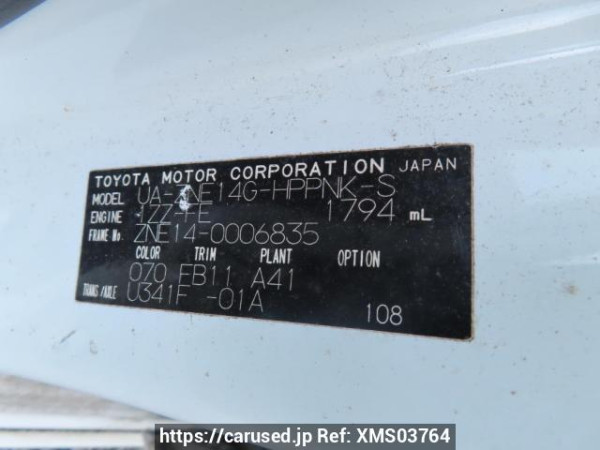 TOYOTA MOTOR CORPORATION JAPAN
MODEL UA-ZNE14G-HPPNK-S
ENGINE 1ZZ-FE 1794 mL
FRAME No. ZNE14-0006835
COLOR TRIM PLANT OPTION
070 FB11 A41
TRANS/AXLE U341F -01A
108
https://carused.jp Ref: XMS03764